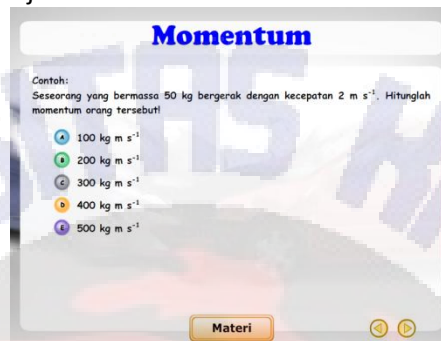 Momentum
Contoh:
Seseorang yang bermassa 50 kg bergerak dengan kecepatan 2 m s⁻¹. Hitunglah
momentum orang tersebut!
A 100 kg m s⁻¹
B 200 kg m s⁻¹
C 300 kg m s⁻¹
D 400 kg m s⁻¹
E 500 kg m s⁻¹
Materi